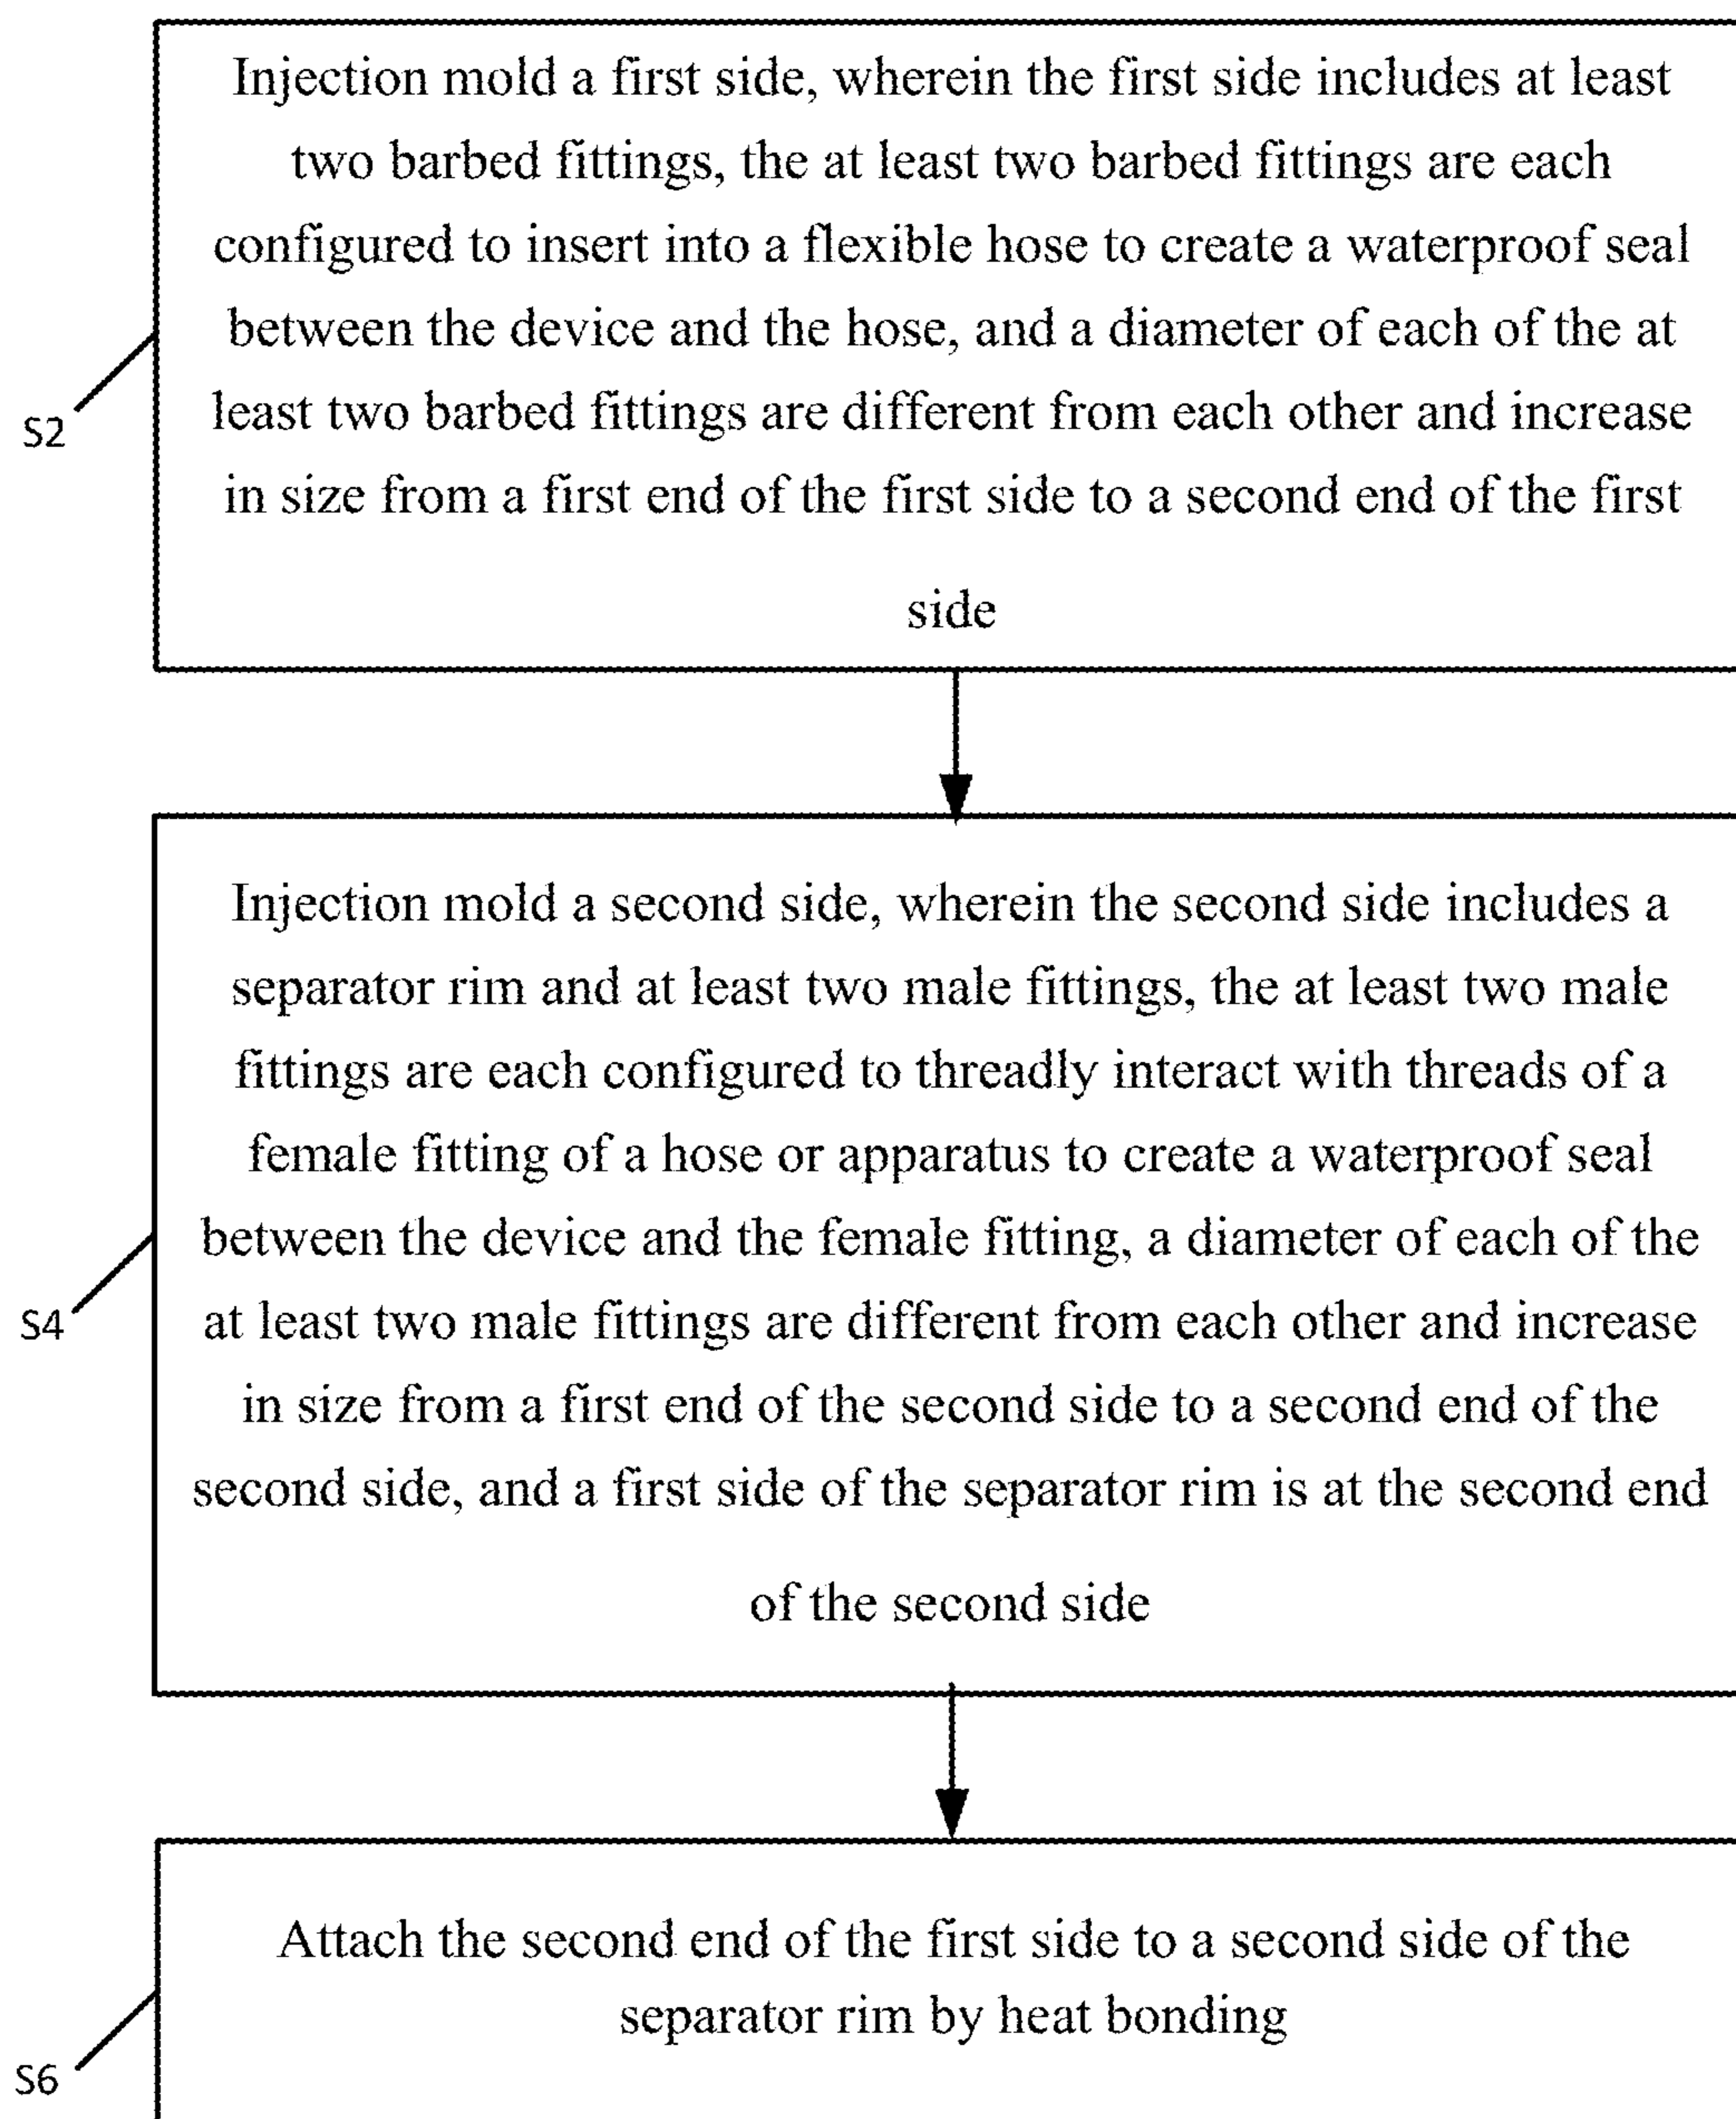 Injection mold a first side, wherein the first side includes at least
two barbed fittings, the at least two barbed fittings are each
configured to insert into a flexible hose to create a waterproof seal
between the device and the hose, and a diameter of each of the at
least two barbed fittings are different from each other and increase
in size from a first end of the first side to a second end of the first
side
S2
Injection mold a second side, wherein the second side includes a
separator rim and at least two male fittings, the at least two male
fittings are each configured to threadly interact with threads of a
female fitting of a hose or apparatus to create a waterproof seal
between the device and the female fitting, a diameter of each of the
at least two male fittings are different from each other and increase
in size from a first end of the second side to a second end of the
second side, and a first side of the separator rim is at the second end
of the second side
S4
Attach the second end of the first side to a second side of the
separator rim by heat bonding
S6